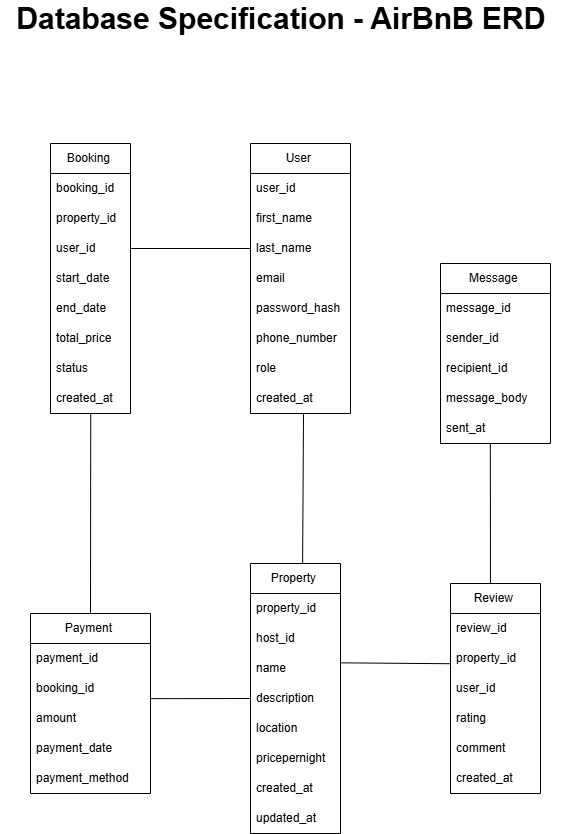 Database Specification - AirBnB ERD
Booking
booking_id
property_id
user_id
start_date
end_date
total_price
status
created_at
User
user_id
first_name
last_name
email
password_hash
phone_number
role
created_at
Message
message_id
sender_id
recipient_id
message_body
sent_at
Payment
payment_id
booking_id
amount
payment_date
payment_method
Property
property_id
host_id
name
description
location
pricepernight
created_at
updated_at
Review
review_id
property_id
user_id
rating
comment
created_at